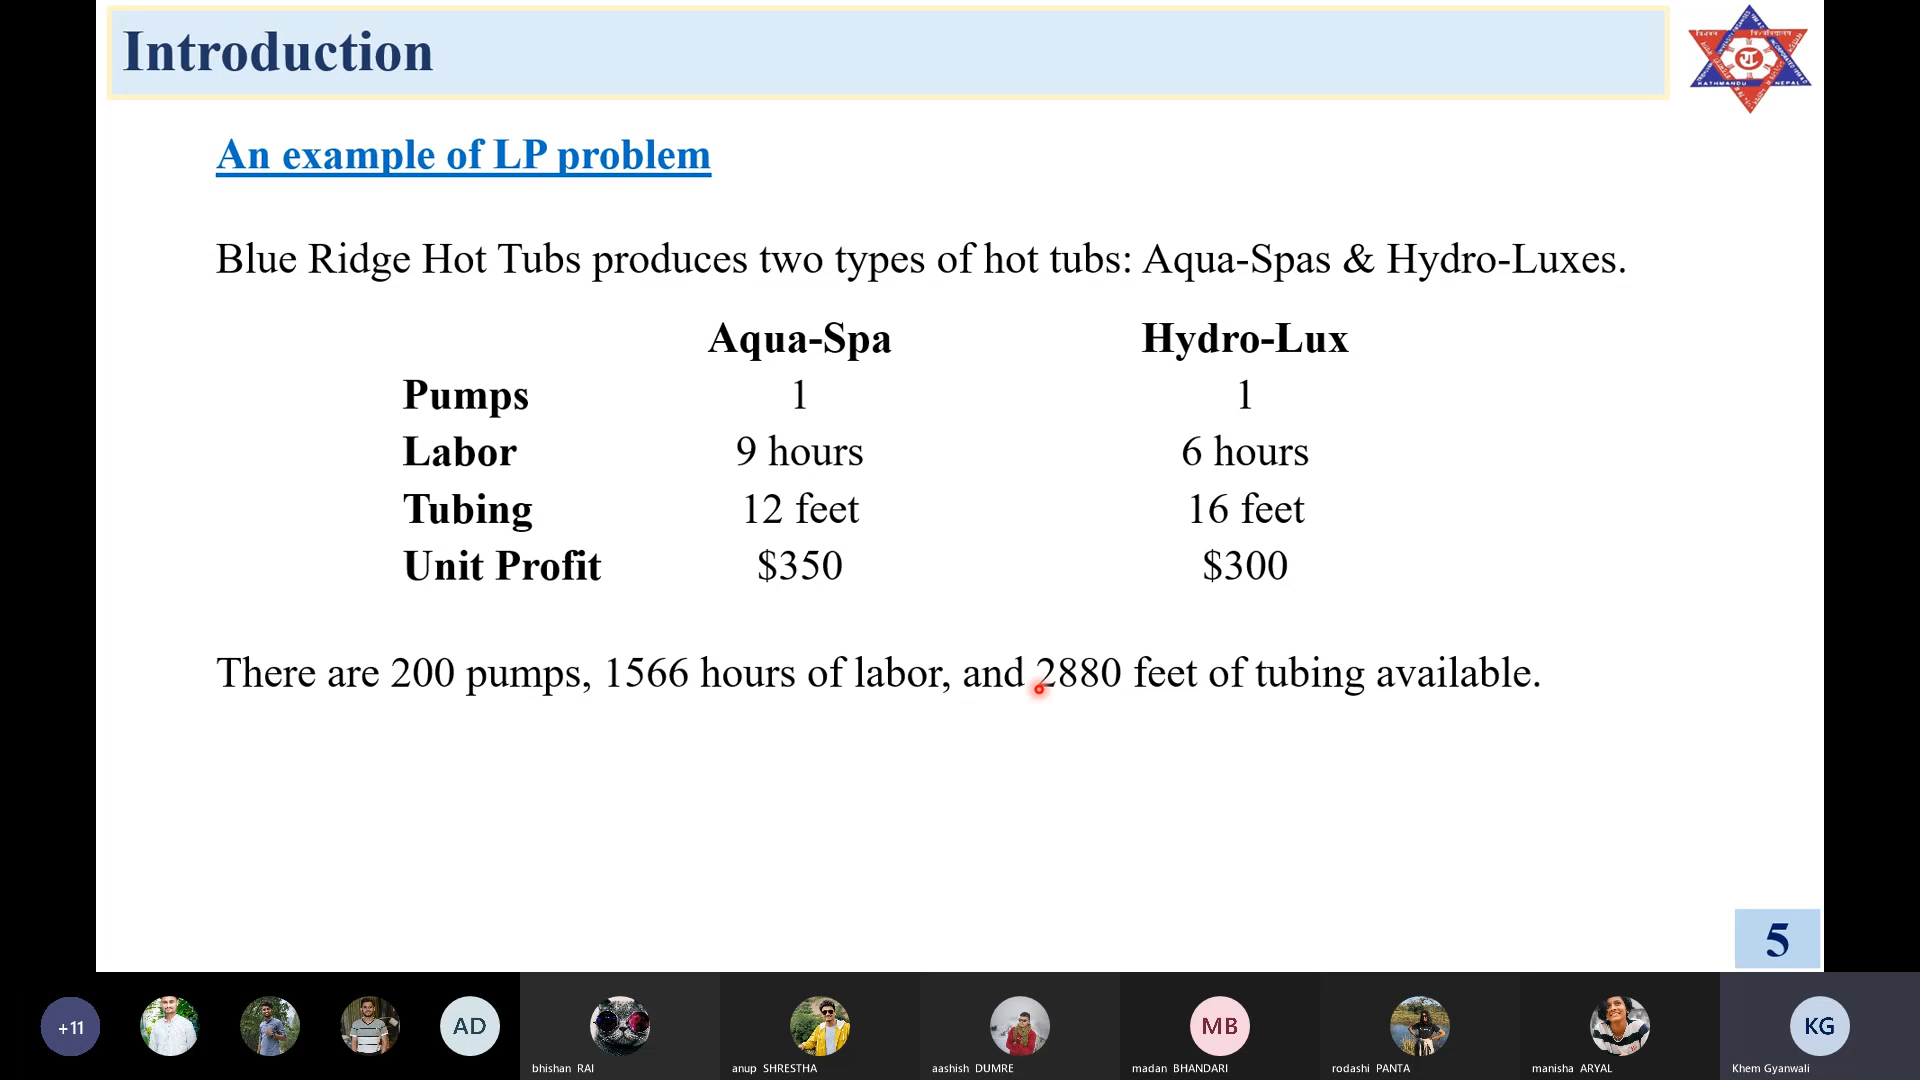 Introduction
An example of LP problem
Blue Ridge Hot Tubs produces two types of hot tubs: Aqua-Spas & Hydro-Luxes.
Aqua-Spa Hydro-Lux
Pumps 1 1
Labor 9 hours 6 hours
Tubing 12 feet 16 feet
Unit Profit $350 $300
There are 200 pumps, 1566 hours of labor, and 2880 feet of tubing available.
5
+11 AD MB KG
bhishan RAI anup SHRESTHA aashish DUMRE madan BHANDARI rodashi PANTA manisha ARYAL Khem Gyanwali